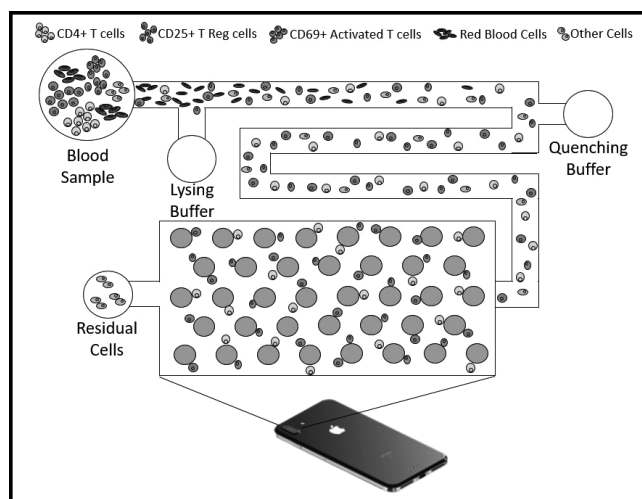 CD4+ T cells CD25+ T Reg cells CD69+ Activated T cells Red Blood Cells Other Cells
Blood
Sample
Lysing
Buffer
Quenching
Buffer
Residual
Cells